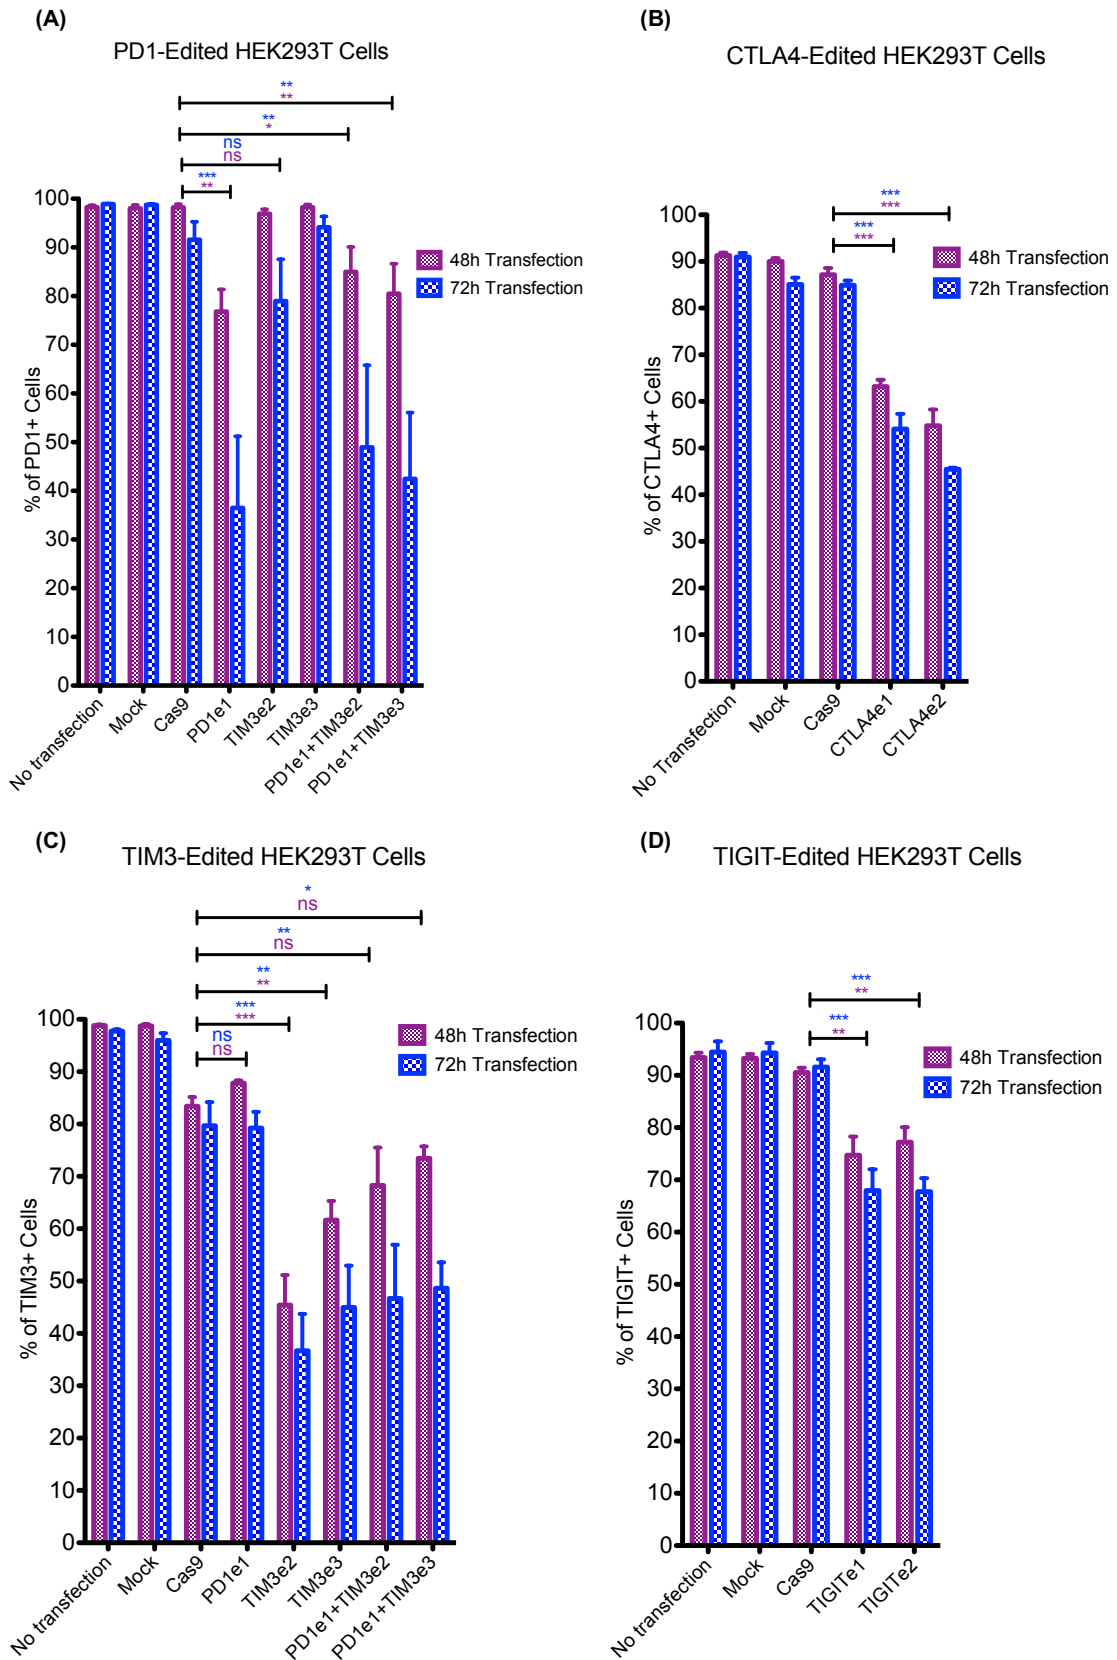 (A)
PD1-Edited HEK293T Cells
**
**
**
*
ns
ns
***
**
100
90
80
70
60
50
40
30
20
10
0
% of PD1+ Cells
48h Transfection
72h Transfection
No transfection
Mock
Cas9
PD1e1
TIM3e2
TIM3e3
PD1e1+TIM3e2
PD1e1+TIM3e3
(B)
CTLA4-Edited HEK293T Cells
***
***
***
***
100
90
80
70
60
50
40
30
20
10
0
% of CTLA4+ Cells
48h Transfection
72h Transfection
No Transfection
Mock
Cas9
CTLA4e1
CTLA4e2
(C)
TIM3-Edited HEK293T Cells
*
ns
**
ns
**
**
***
***
ns
ns
100
90
80
70
60
50
40
30
20
10
0
% of TIM3+ Cells
48h Transfection
72h Transfection
No transfection
Mock
Cas9
PD1e1
TIM3e2
TIM3e3
PD1e1+TIM3e2
PD1e1+TIM3e3
(D)
TIGIT-Edited HEK293T Cells
***
**
***
**
100
90
80
70
60
50
40
30
20
10
0
% of TIGIT+ Cells
48h Transfection
72h Transfection
No transfection
Mock
Cas9
TIGITe1
TIGITe2